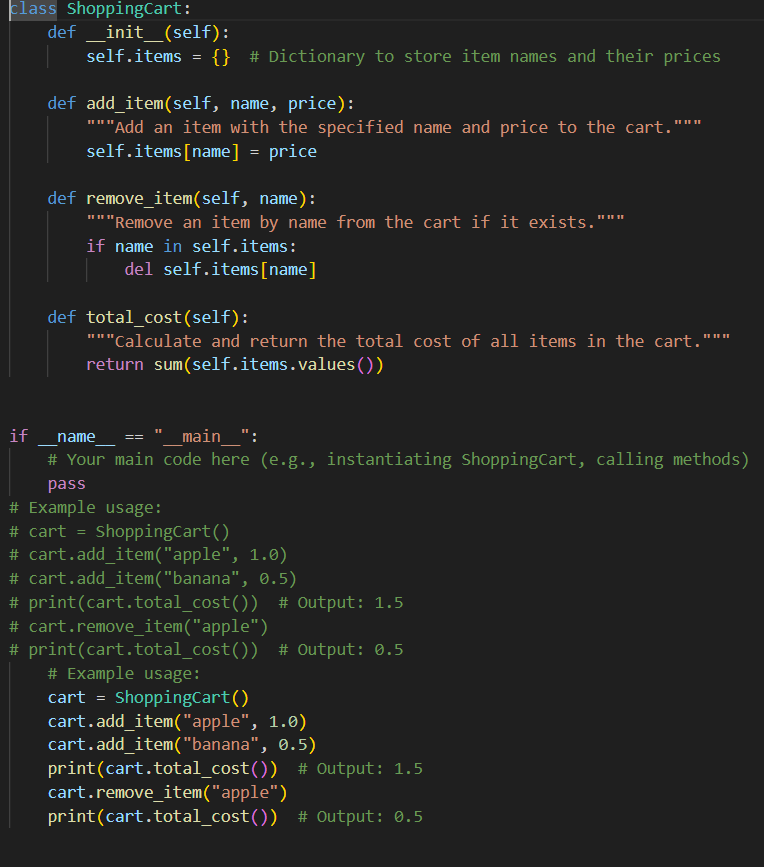 class ShoppingCart:
    def __init__(self):
        self.items = {}  # Dictionary to store item names and their prices

    def add_item(self, name, price):
        """Add an item with the specified name and price to the cart."""
        self.items[name] = price

    def remove_item(self, name):
        """Remove an item by name from the cart if it exists."""
        if name in self.items:
            del self.items[name]

    def total_cost(self):
        """Calculate and return the total cost of all items in the cart."""
        return sum(self.items.values())


if __name__ == "__main__":
    # Your main code here (e.g., instantiating ShoppingCart, calling methods)
    pass
# Example usage:
# cart = ShoppingCart()
# cart.add_item("apple", 1.0)
# cart.add_item("banana", 0.5)
# print(cart.total_cost())  # Output: 1.5
# cart.remove_item("apple")
# print(cart.total_cost())  # Output: 0.5
    # Example usage:
    cart = ShoppingCart()
    cart.add_item("apple", 1.0)
    cart.add_item("banana", 0.5)
    print(cart.total_cost())  # Output: 1.5
    cart.remove_item("apple")
    print(cart.total_cost())  # Output: 0.5